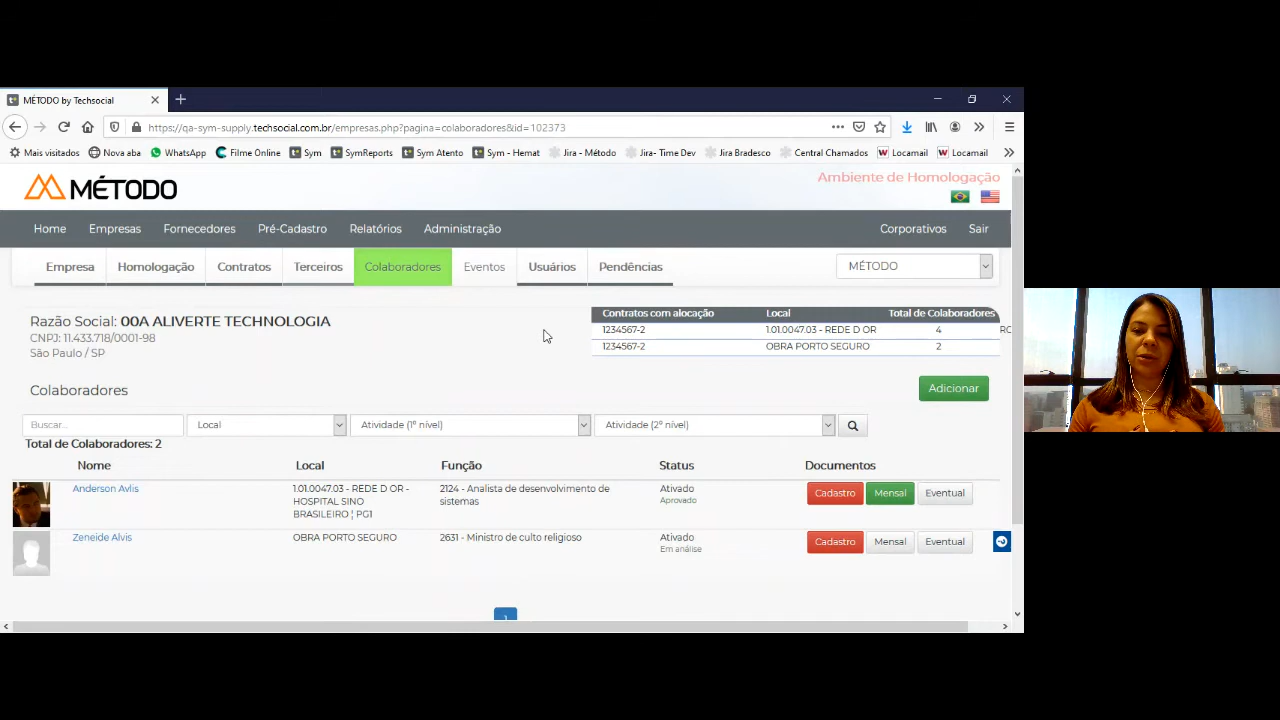 MÉTODO by Techsocial
https://qa-sym-supply.techsocial.com.br/empresas.php?pagina=colaboradores&id=102373
Mais visitados Nova aba WhatsApp Filme Online Sym SymReports Sym Atento Sym - Hemat Jira - Método Jira- Time Dev Jira Bradesco Central Chamados Locamail Locamail
Ambiente de Homologação
MÉTODO
Home Empresas Fornecedores Pré-Cadastro Relatórios Administração Corporativos Sair
Empresa Homologação Contratos Terceiros Colaboradores Eventos Usuários Pendências MÉTODO
Razão Social: 00A ALIVERTE TECHNOLOGIA
CNPJ: 11.433.718/0001-98
São Paulo / SP
Contratos com alocação Local Total de Colaboradores
1234567-2 1.01.0047.03 - REDE D OR 4
1234567-2 OBRA PORTO SEGURO 2
Colaboradores Adicionar
Buscar... Local Atividade (1º nível) Atividade (2º nível)
Total de Colaboradores: 2
Nome Local Função Status Documentos
Anderson Avlis 1.01.0047.03 - REDE D OR - HOSPITAL SINO BRASILEIRO ¦ PG1 2124 - Analista de desenvolvimento de sistemas Ativado Aprovado Cadastro Mensal Eventual
Zeneide Alvis OBRA PORTO SEGURO 2631 - Ministro de culto religioso Ativado Em análise Cadastro Mensal Eventual
1